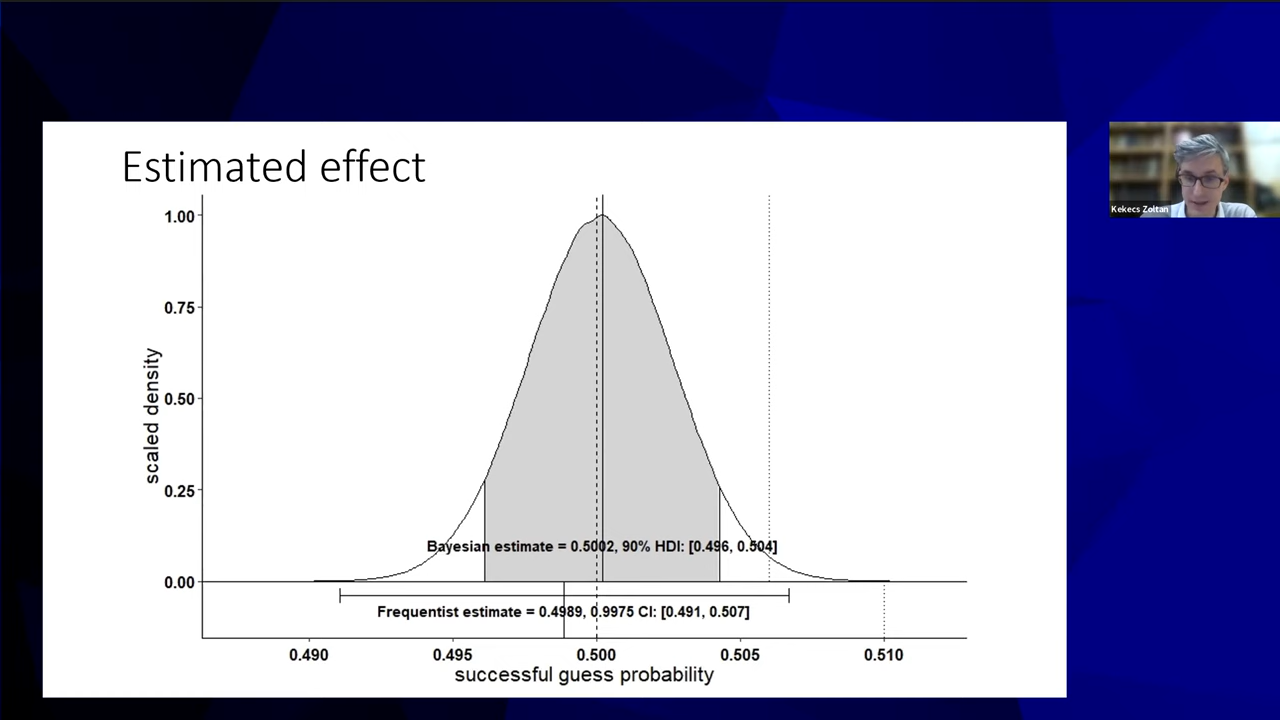 Estimated effect
Kekecs Zoltan
1.00
0.75
0.50
0.25
0.00
scaled density
Bayesian estimate = 0.5002, 90% HDI: [0.496, 0.504]
Frequentist estimate = 0.4989, 0.9975 CI: [0.491, 0.507]
0.490 0.495 0.500 0.505 0.510
successful guess probability